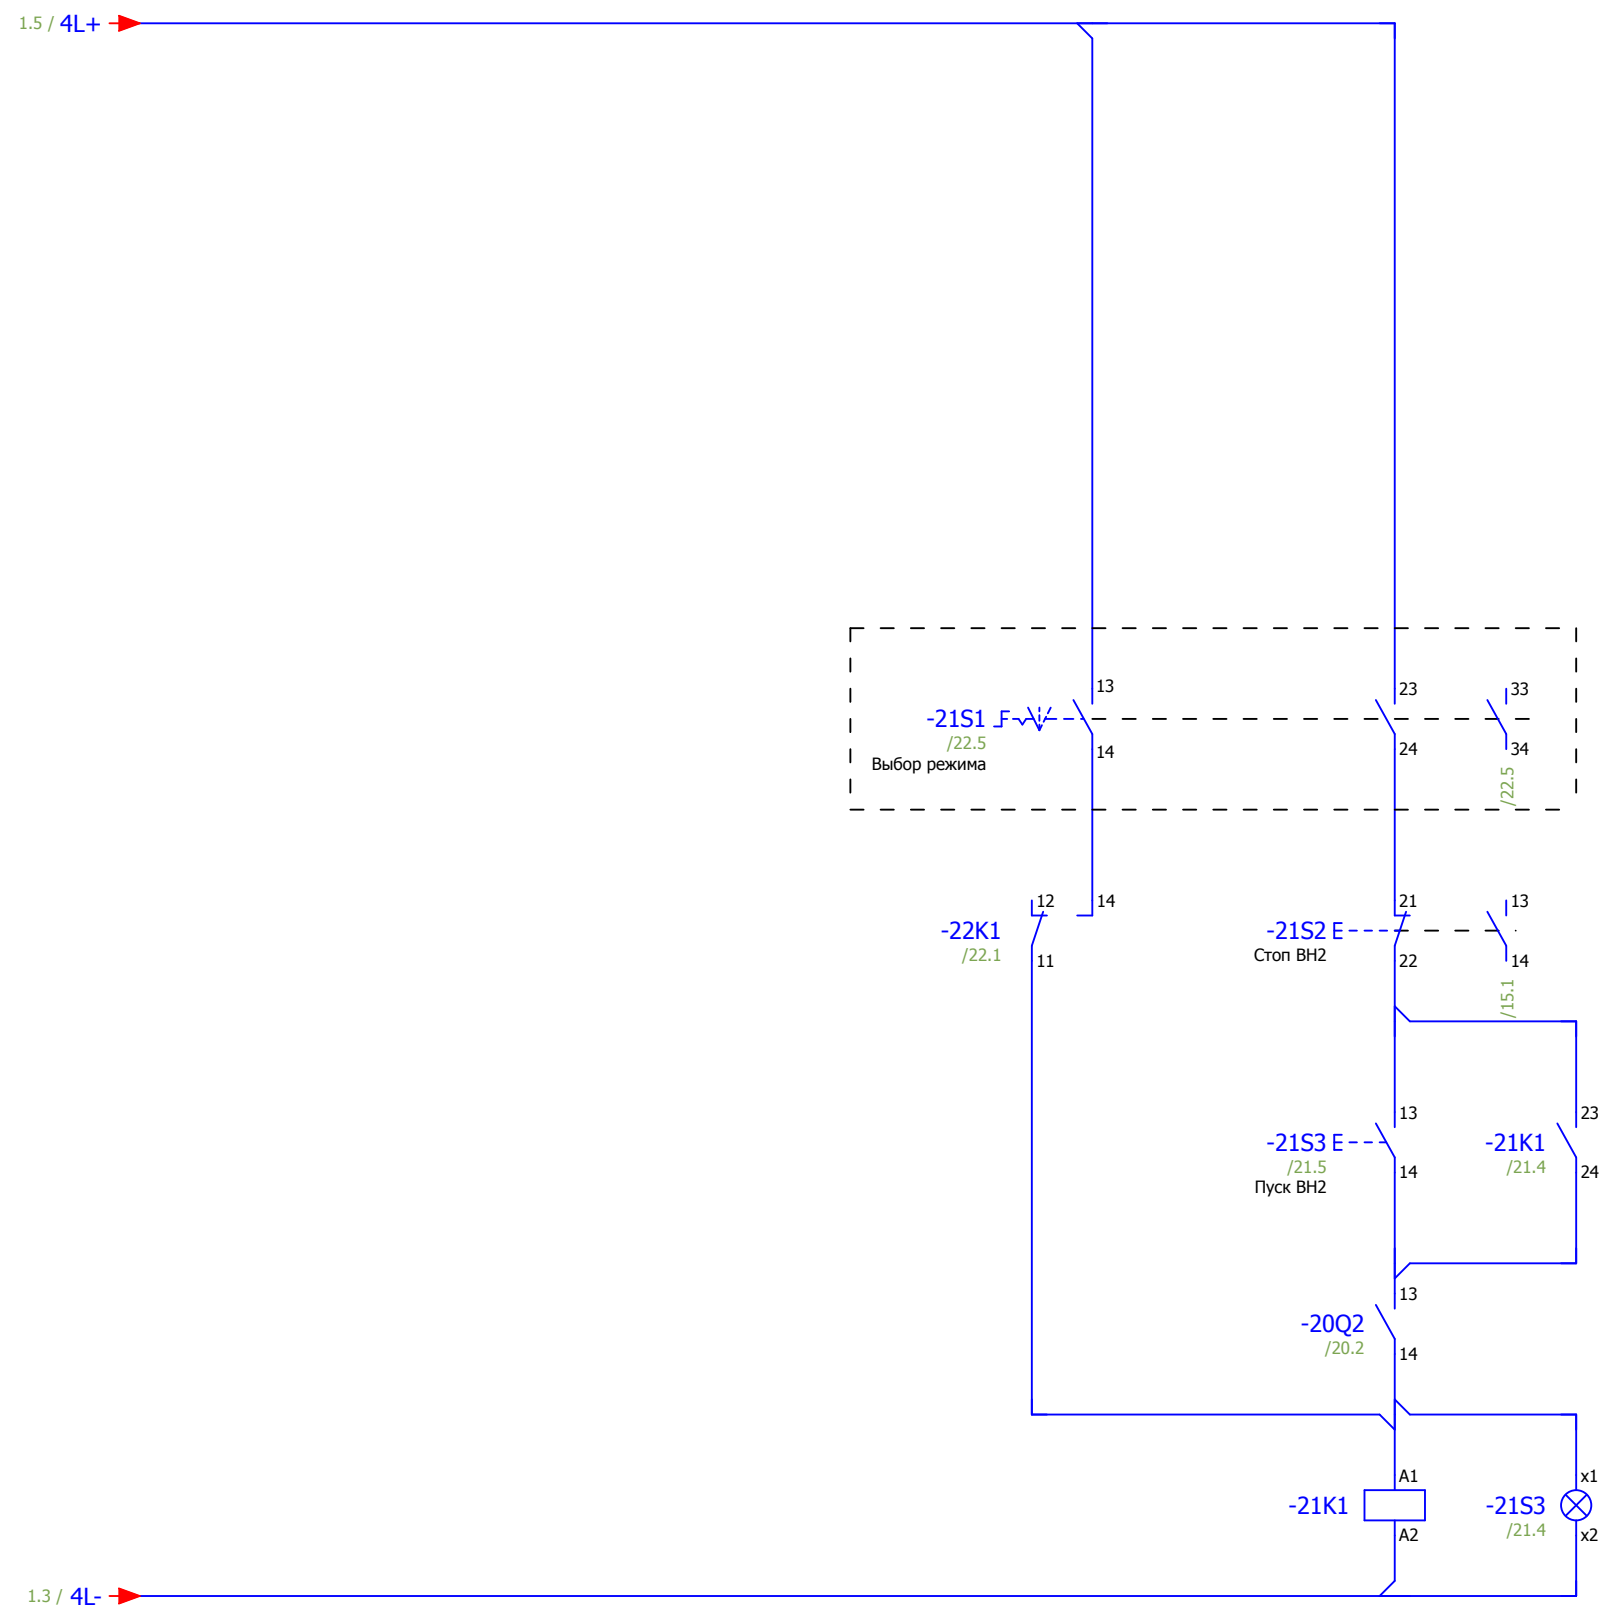 1.5 / 4L+
13
23
33
-21S1
/22.5
Выбор режима
14
24
34
/22.5
12
14
21
13
-22K1
/22.1
11
-21S2
Стоп ВН2
22
14
/15.1
13
23
-21S3
/21.5
Пуск ВН2
14
-21K1
/21.4
24
13
-20Q2
/20.2
14
A1
x1
-21K1
-21S3
/21.4
A2
x2
1.3 / 4L-